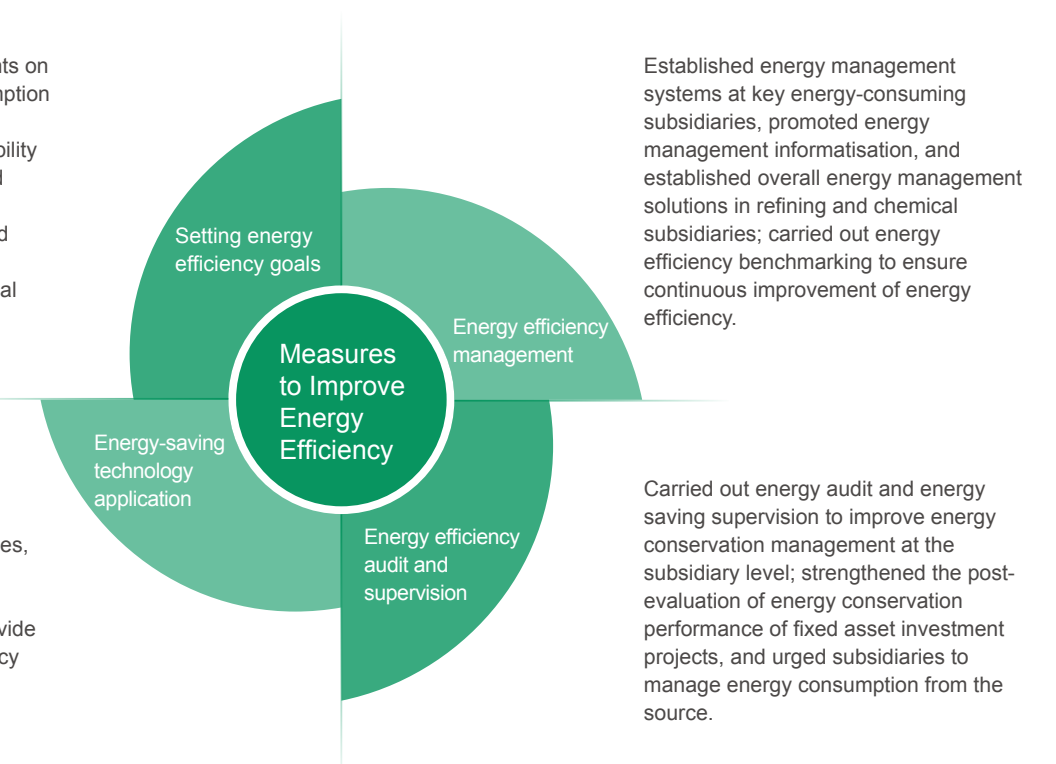 on
and
al
Setting energy
efficiency goals
Established energy management
systems at key energy-consuming
subsidiaries, promoted energy
management informatisation, and
established overall energy management
solutions in refining and chemical
subsidiaries; carried out energy
efficiency benchmarking to ensure
continuous improvement of energy
efficiency.
Energy efficiency
management
Measures
to Improve
Energy
Efficiency
Energy-saving
technology
application
Energy efficiency
audit and
supervision
Carried out energy audit and energy
saving supervision to improve energy
conservation management at the
subsidiary level; strengthened the post-
evaluation of energy conservation
performance of fixed asset investment
projects, and urged subsidiaries to
manage energy consumption from the
source.